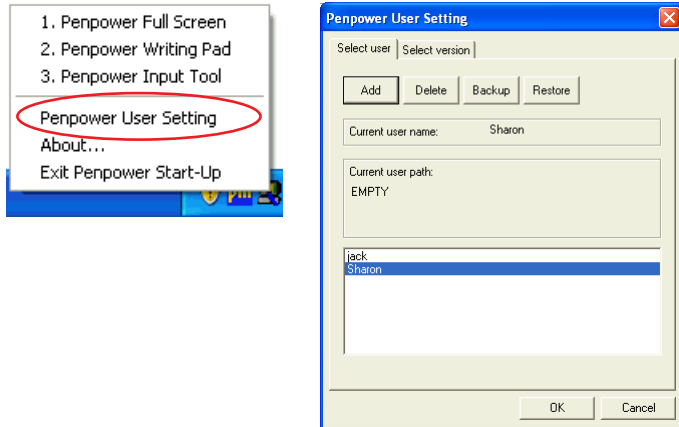 1. Penpower Full Screen
2. Penpower Writing Pad
3. Penpower Input Tool
Penpower User Setting
About...
Exit Penpower Start-Up
Penpower User Setting
Select user Select version
Add Delete Backup Restore
Current user name: Sharon
Current user path:
EMPTY
jack
Sharon
OK Cancel